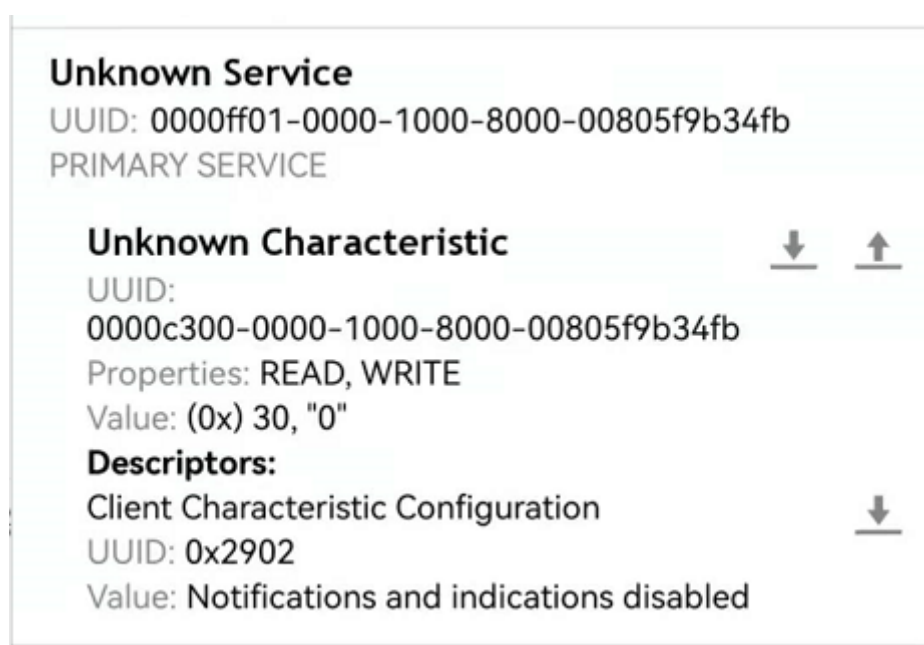 Unknown Service
UUID: 0000ff01-0000-1000-8000-00805f9b34fb
PRIMARY SERVICE
Unknown Characteristic
UUID:
0000c300-0000-1000-8000-00805f9b34fb
Properties: READ, WRITE
Value: (0x) 30, "0"
Descriptors:
Client Characteristic Configuration
UUID: 0x2902
Value: Notifications and indications disabled